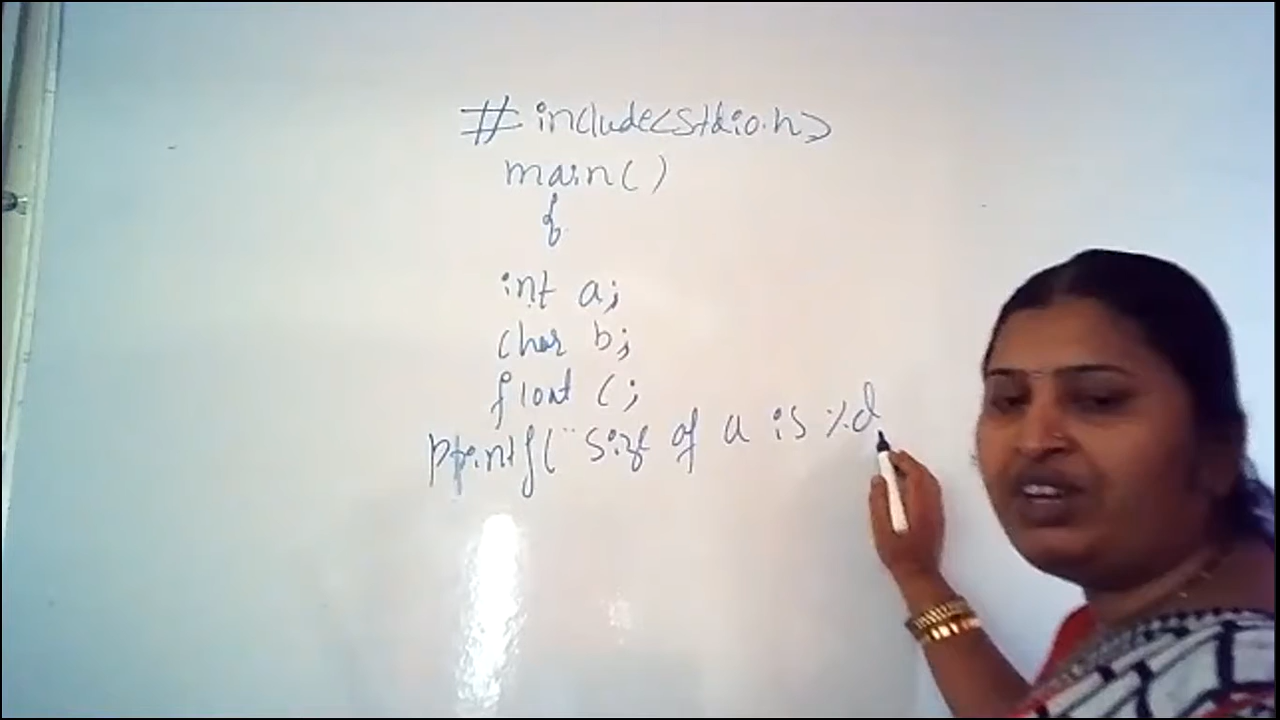 #include<stdio.h>
main()
{
int a;
char b;
float c;
printf("size of a is %d